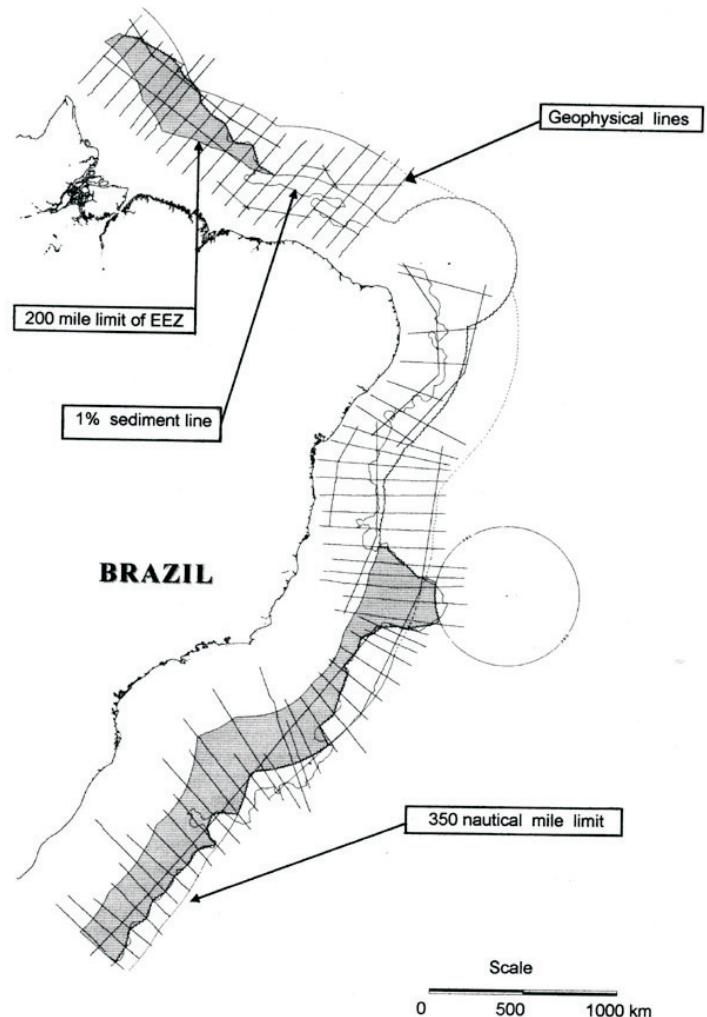 Geophysical lines
200 mile limit of EEZ
1% sediment line
BRAZIL
350 nautical mile limit
Scale
0 500 1000 km